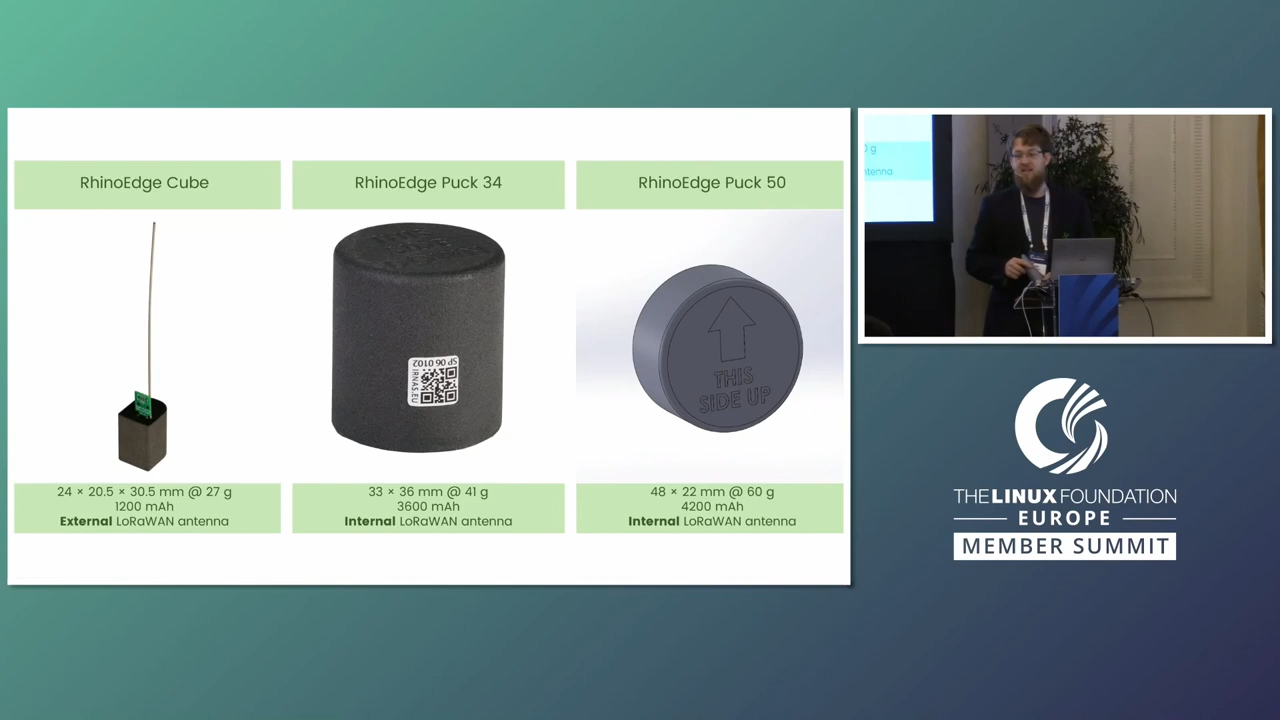 RhinoEdge Cube
RhinoEdge Puck 34
RhinoEdge Puck 50
SP 06 0102
IRNAS.EU
THIS
SIDE UP
24 × 20.5 × 30.5 mm @ 27 g
1200 mAh
External LoRaWAN antenna
33 × 36 mm @ 41 g
3600 mAh
Internal LoRaWAN antenna
48 × 22 mm @ 60 g
4200 mAh
Internal LoRaWAN antenna
0 g
ntenna
THE LINUX FOUNDATION
EUROPE
MEMBER SUMMIT